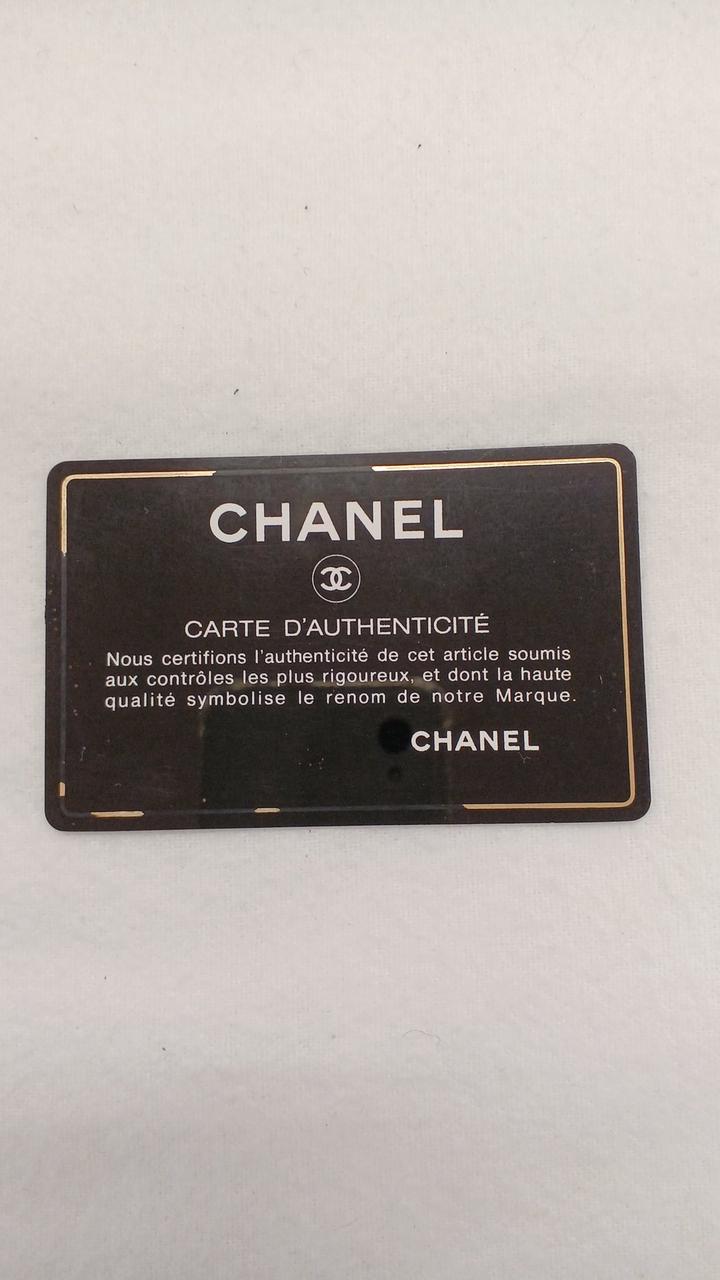 CHANEL
CARTE D'AUTHENTICITÉ
Nous certifions l'authenticité de cet article soumis
aux contrôles les plus rigoureux, et dont la haute
qualité symbolise le renom de notre Marque.
CHANEL